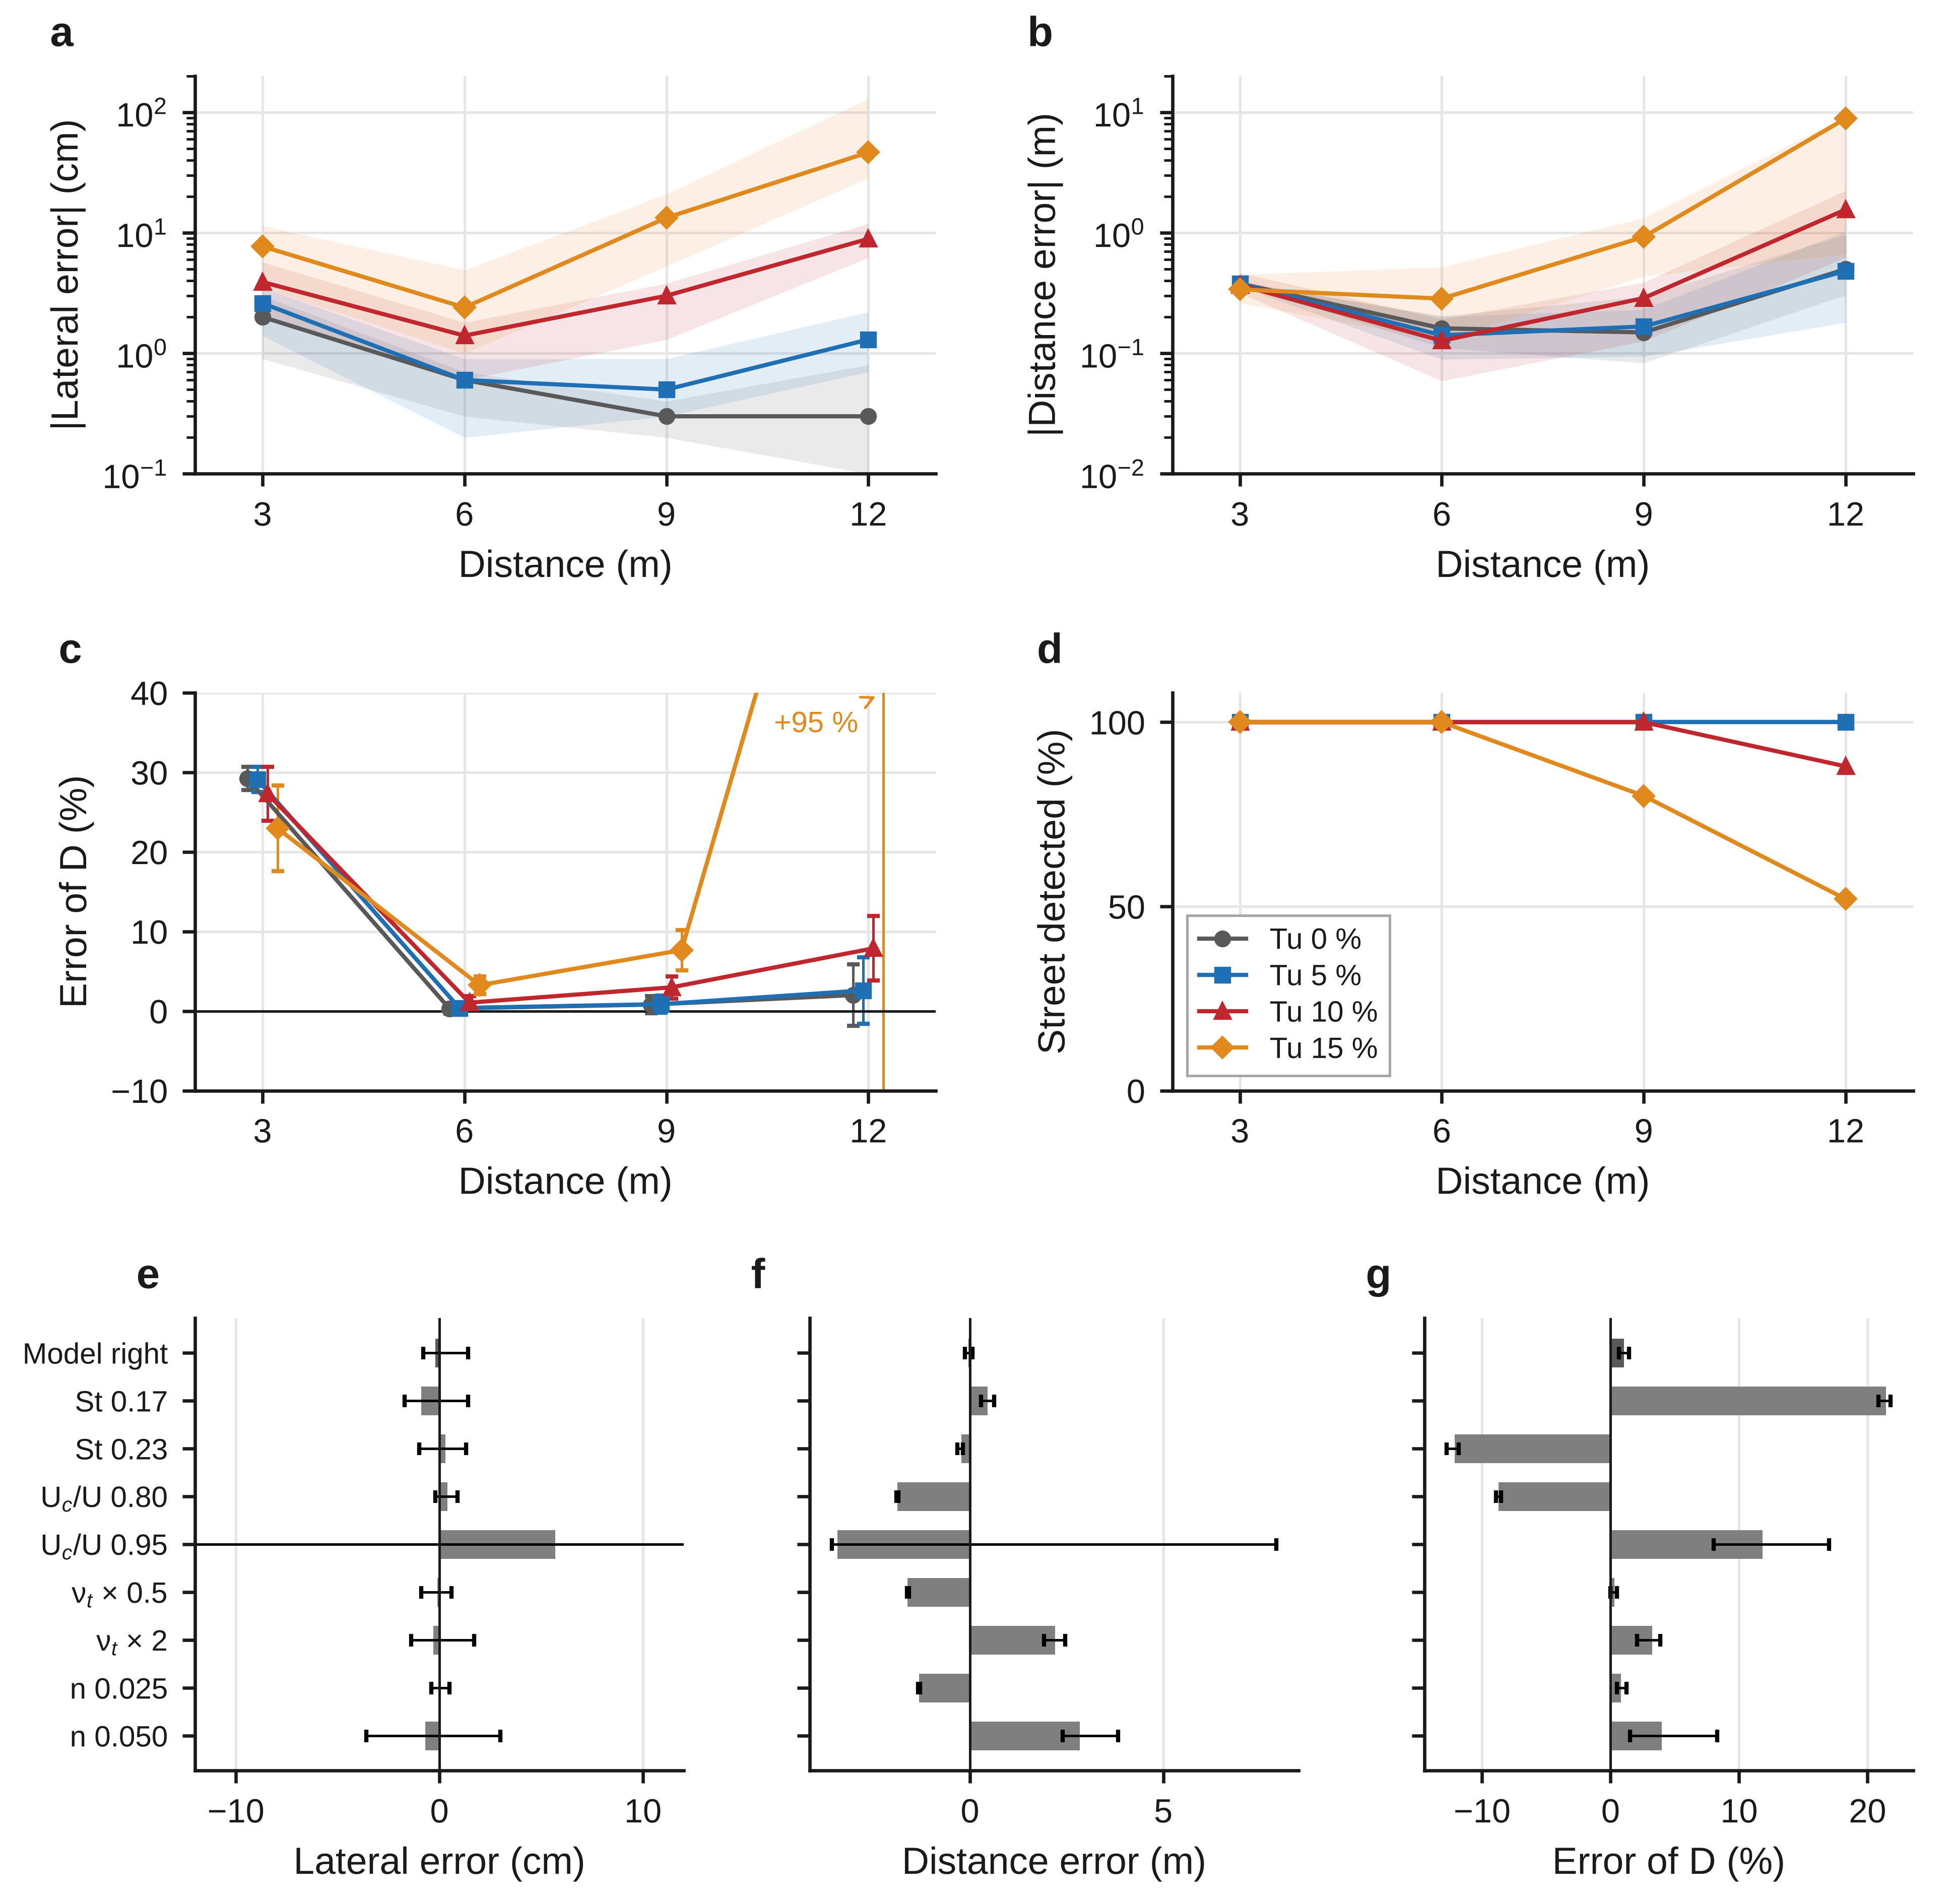 a
b
|Lateral error| (cm)
10²
10¹
10⁰
10⁻¹
3 6 9 12
Distance (m)
|Distance error| (m)
10¹
10⁰
10⁻¹
10⁻²
3 6 9 12
Distance (m)
c
d
Error of D (%)
40
30
20
10
0
−10
+95 %
3 6 9 12
Distance (m)
Street detected (%)
100
50
0
Tu 0 %
Tu 5 %
Tu 10 %
Tu 15 %
3 6 9 12
Distance (m)
e
f
g
Model right
St 0.17
St 0.23
U_c/U 0.80
U_c/U 0.95
ν_t × 0.5
ν_t × 2
n 0.025
n 0.050
−10 0 10
Lateral error (cm)
0 5
Distance error (m)
−10 0 10 20
Error of D (%)